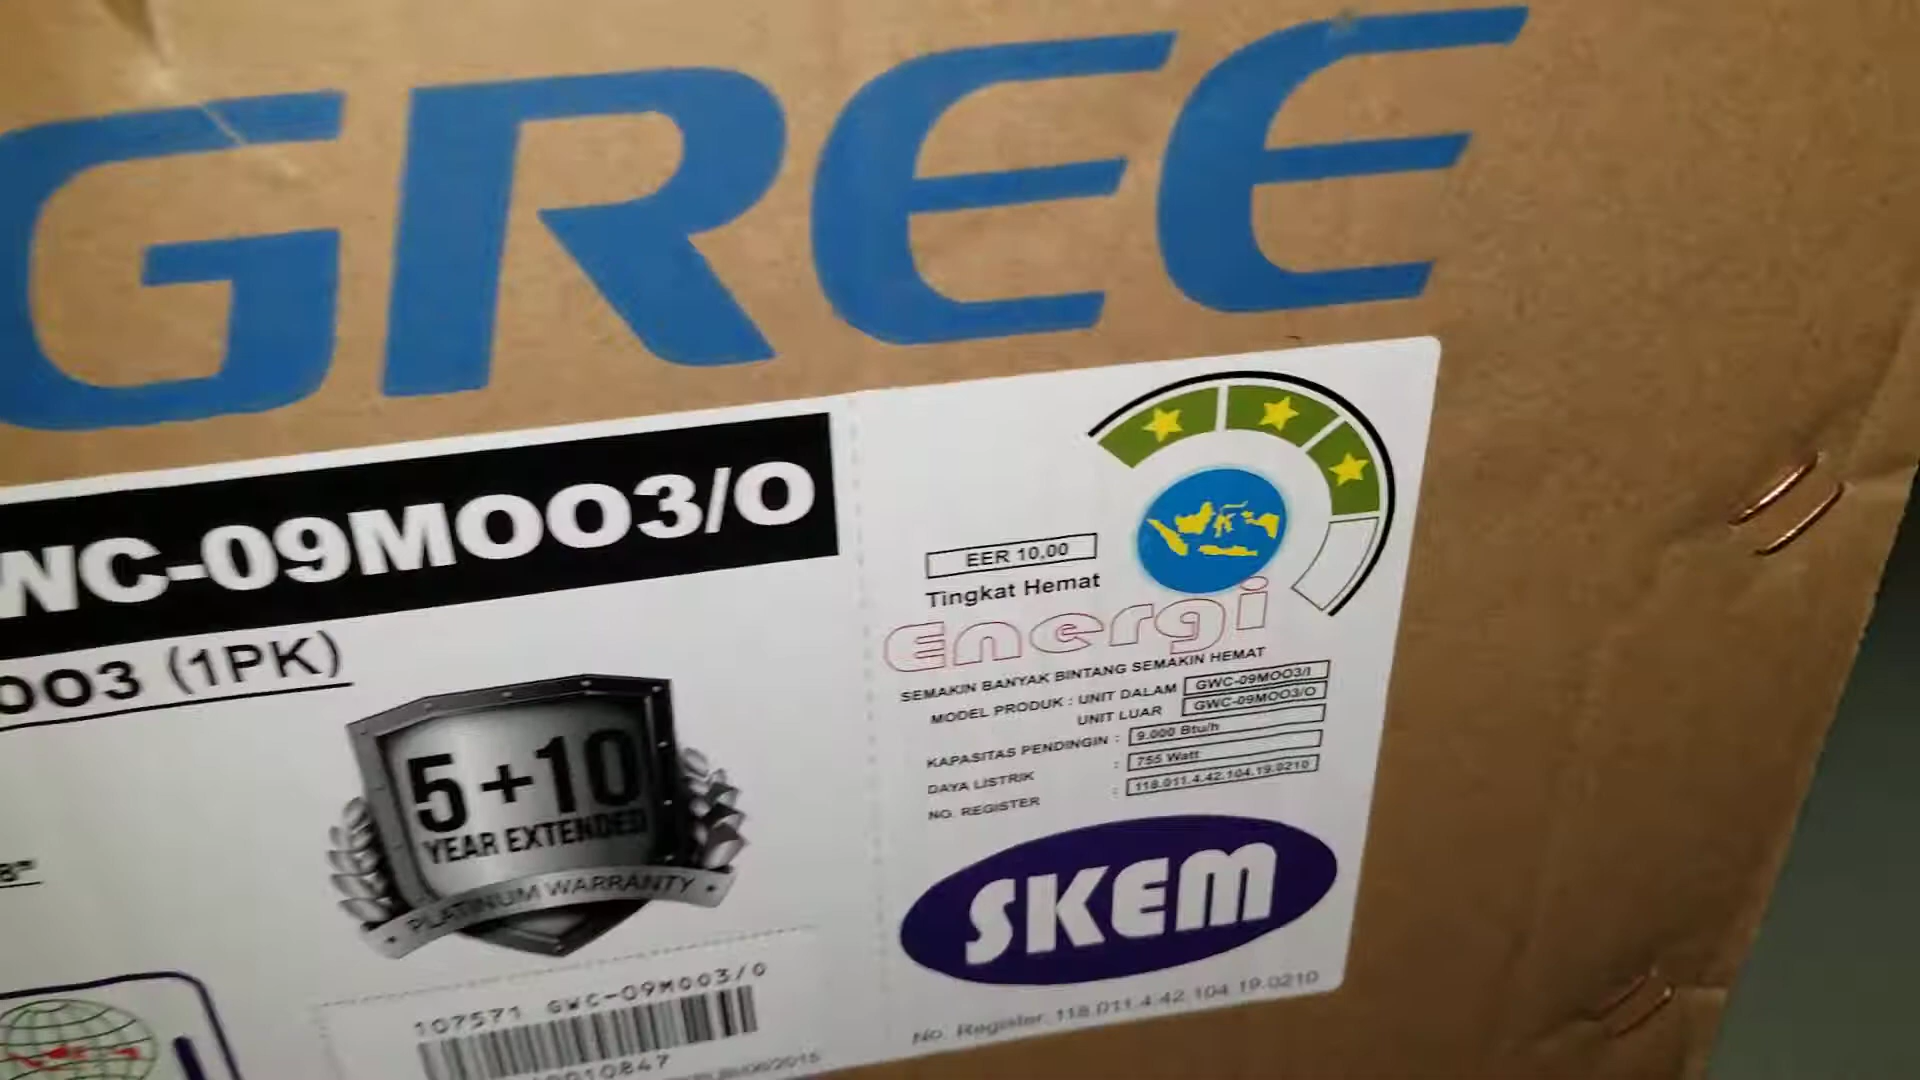 GREE
WC-09MOO3/O
OO3 (1PK)
5+10
YEAR EXTENDED
PLATINUM WARRANTY
107571 GWC-09MOO3/O
EER 10.00
Tingkat Hemat
Energi
SEMAKIN BANYAK BINTANG SEMAKIN HEMAT
MODEL PRODUK : UNIT DALAM GWC-09MOO3/I
UNIT LUAR GWC-09MOO3/O
KAPASITAS PENDINGIN : 9.000 Btu/h
DAYA LISTRIK : 755 Watt
NO. REGISTER : 118.011.4.42.104.19.0210
SKEM
No. Register. 118.011.4.42.104.19.0210